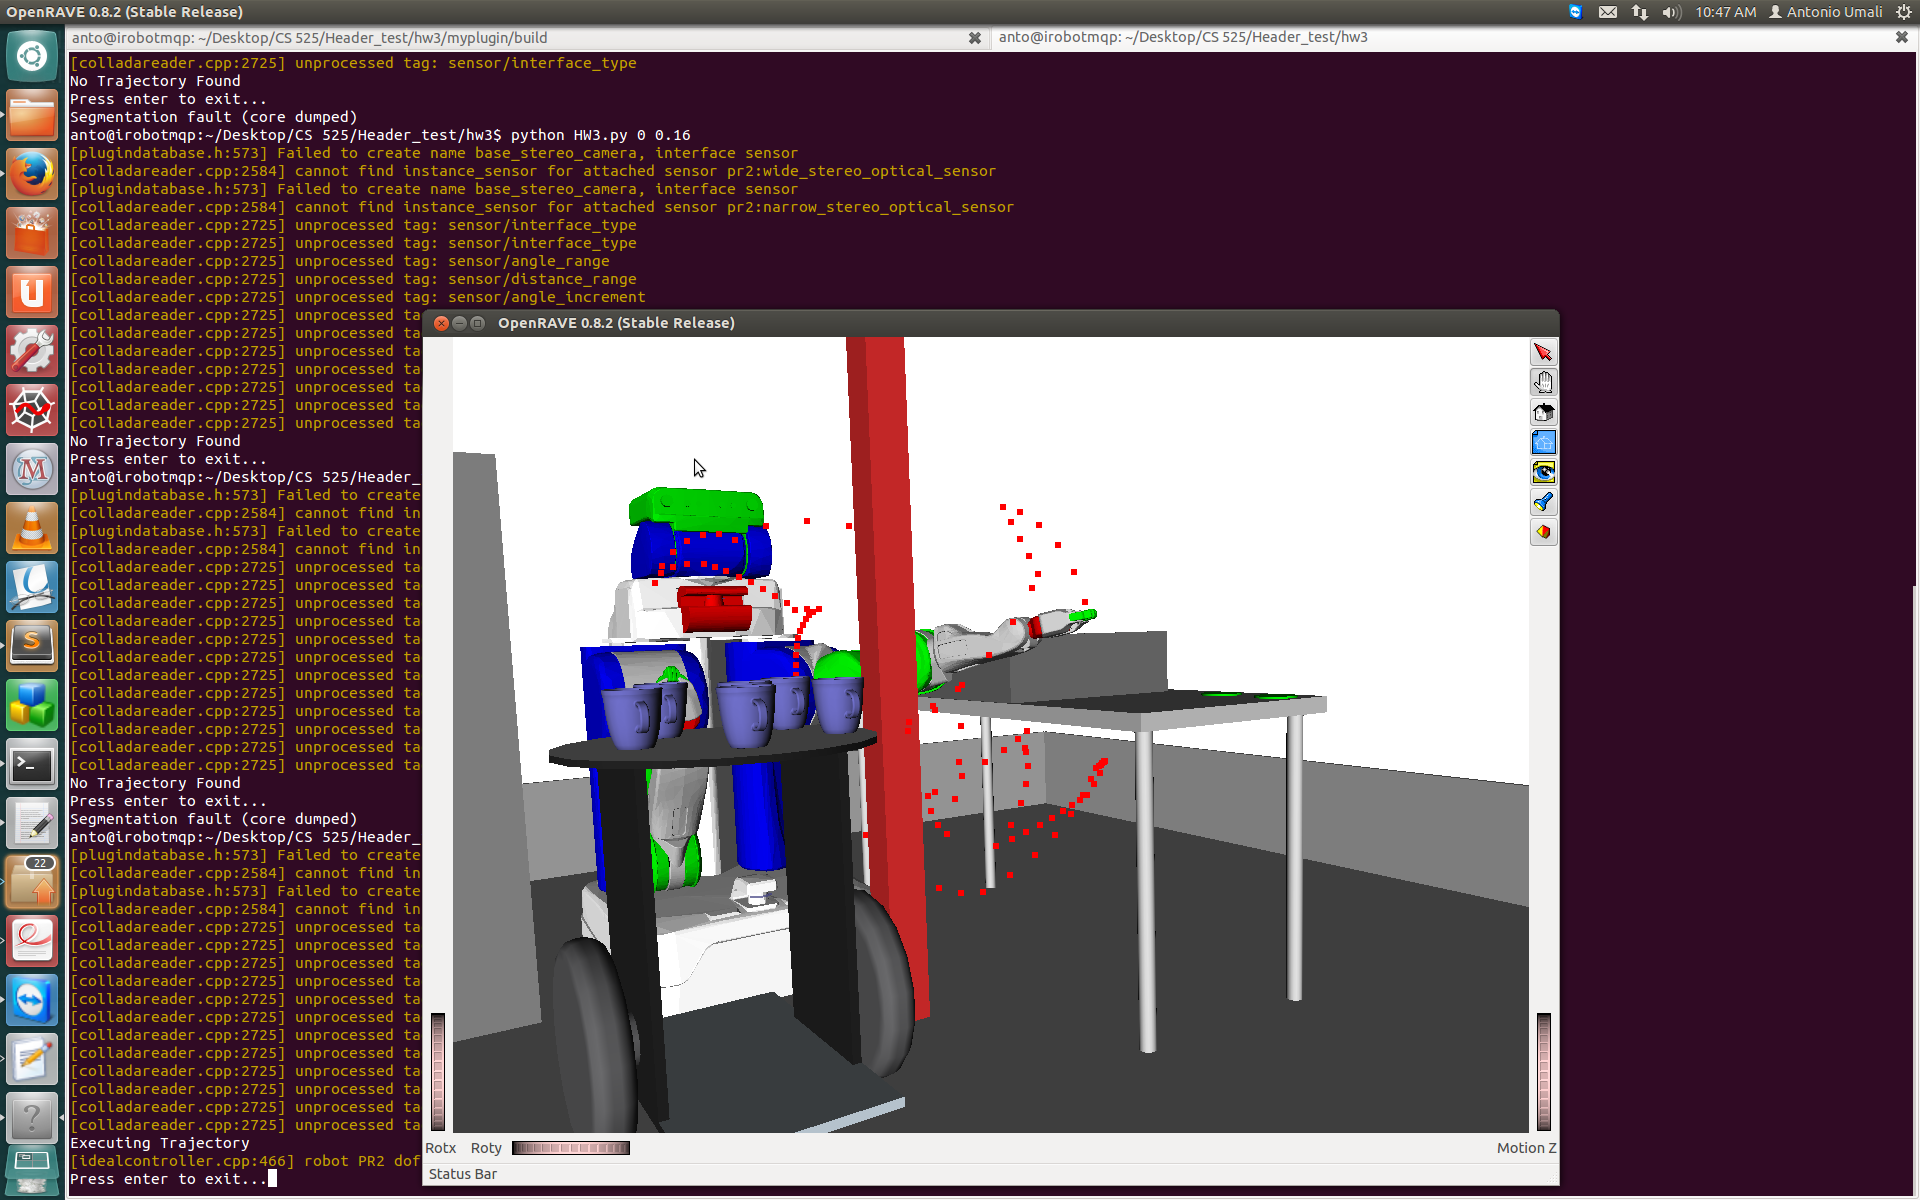 OpenRAVE 0.8.2 (Stable Release)
10:47 AM
Antonio Umali
anto@irobotmqp: ~/Desktop/CS 525/Header_test/hw3/myplugin/build
anto@irobotmqp: ~/Desktop/CS 525/Header_test/hw3
[colladareader.cpp:2725] unprocessed tag: sensor/interface_type
No Trajectory Found
Press enter to exit...
Segmentation fault (core dumped)
anto@irobotmqp:~/Desktop/CS 525/Header_test/hw3$ python HW3.py 0 0.16
[plugindatabase.h:573] Failed to create name base_stereo_camera, interface sensor
[colladareader.cpp:2584] cannot find instance_sensor for attached sensor pr2:wide_stereo_optical_sensor
[plugindatabase.h:573] Failed to create name base_stereo_camera, interface sensor
[colladareader.cpp:2584] cannot find instance_sensor for attached sensor pr2:narrow_stereo_optical_sensor
[colladareader.cpp:2725] unprocessed tag: sensor/interface_type
[colladareader.cpp:2725] unprocessed tag: sensor/interface_type
[colladareader.cpp:2725] unprocessed tag: sensor/angle_range
[colladareader.cpp:2725] unprocessed tag: sensor/distance_range
[colladareader.cpp:2725] unprocessed tag: sensor/angle_increment
[colladareader.cpp:2725] unprocessed ta
[colladareader.cpp:2725] unprocessed ta
[colladareader.cpp:2725] unprocessed ta
[colladareader.cpp:2725] unprocessed ta
[colladareader.cpp:2725] unprocessed ta
[colladareader.cpp:2725] unprocessed ta
[colladareader.cpp:2725] unprocessed ta
No Trajectory Found
Press enter to exit...
anto@irobotmqp:~/Desktop/CS 525/Header_
[plugindatabase.h:573] Failed to create
[colladareader.cpp:2584] cannot find in
[plugindatabase.h:573] Failed to create
[colladareader.cpp:2584] cannot find in
[colladareader.cpp:2725] unprocessed ta
[colladareader.cpp:2725] unprocessed ta
[colladareader.cpp:2725] unprocessed ta
[colladareader.cpp:2725] unprocessed ta
[colladareader.cpp:2725] unprocessed ta
[colladareader.cpp:2725] unprocessed ta
[colladareader.cpp:2725] unprocessed ta
[colladareader.cpp:2725] unprocessed ta
[colladareader.cpp:2725] unprocessed ta
[colladareader.cpp:2725] unprocessed ta
[colladareader.cpp:2725] unprocessed ta
[colladareader.cpp:2725] unprocessed ta
No Trajectory Found
Press enter to exit...
Segmentation fault (core dumped)
anto@irobotmqp:~/Desktop/CS 525/Header_
[plugindatabase.h:573] Failed to create
[colladareader.cpp:2584] cannot find in
[plugindatabase.h:573] Failed to create
[colladareader.cpp:2584] cannot find in
[colladareader.cpp:2725] unprocessed ta
[colladareader.cpp:2725] unprocessed ta
[colladareader.cpp:2725] unprocessed ta
[colladareader.cpp:2725] unprocessed ta
[colladareader.cpp:2725] unprocessed ta
[colladareader.cpp:2725] unprocessed ta
[colladareader.cpp:2725] unprocessed ta
[colladareader.cpp:2725] unprocessed ta
[colladareader.cpp:2725] unprocessed ta
[colladareader.cpp:2725] unprocessed ta
[colladareader.cpp:2725] unprocessed ta
[colladareader.cpp:2725] unprocessed ta
Executing Trajectory
[idealcontroller.cpp:466] robot PR2 dof
Press enter to exit...
22
OpenRAVE 0.8.2 (Stable Release)
Rotx
Roty
Motion Z
Status Bar